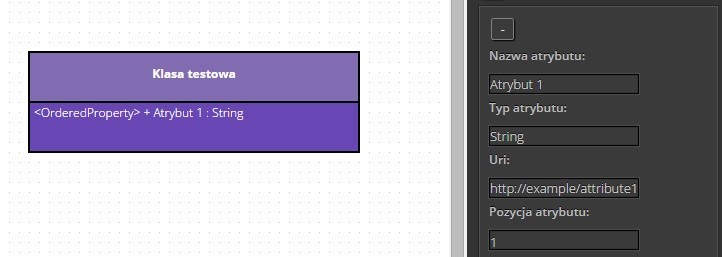 Klasa testowa
<OrderedProperty> + Atrybut 1 : String
-
Nazwa atrybutu:
Atrybut 1
Typ atrybutu:
String
Uri:
http://example/attribute1
Pozycja atrybutu:
1